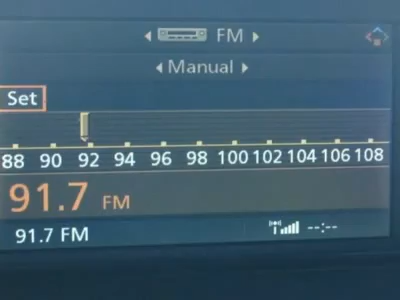 FM
Manual
Set
88 90 92 94 96 98 100 102 104 106 108
91.7 FM
91.7 FM --:--